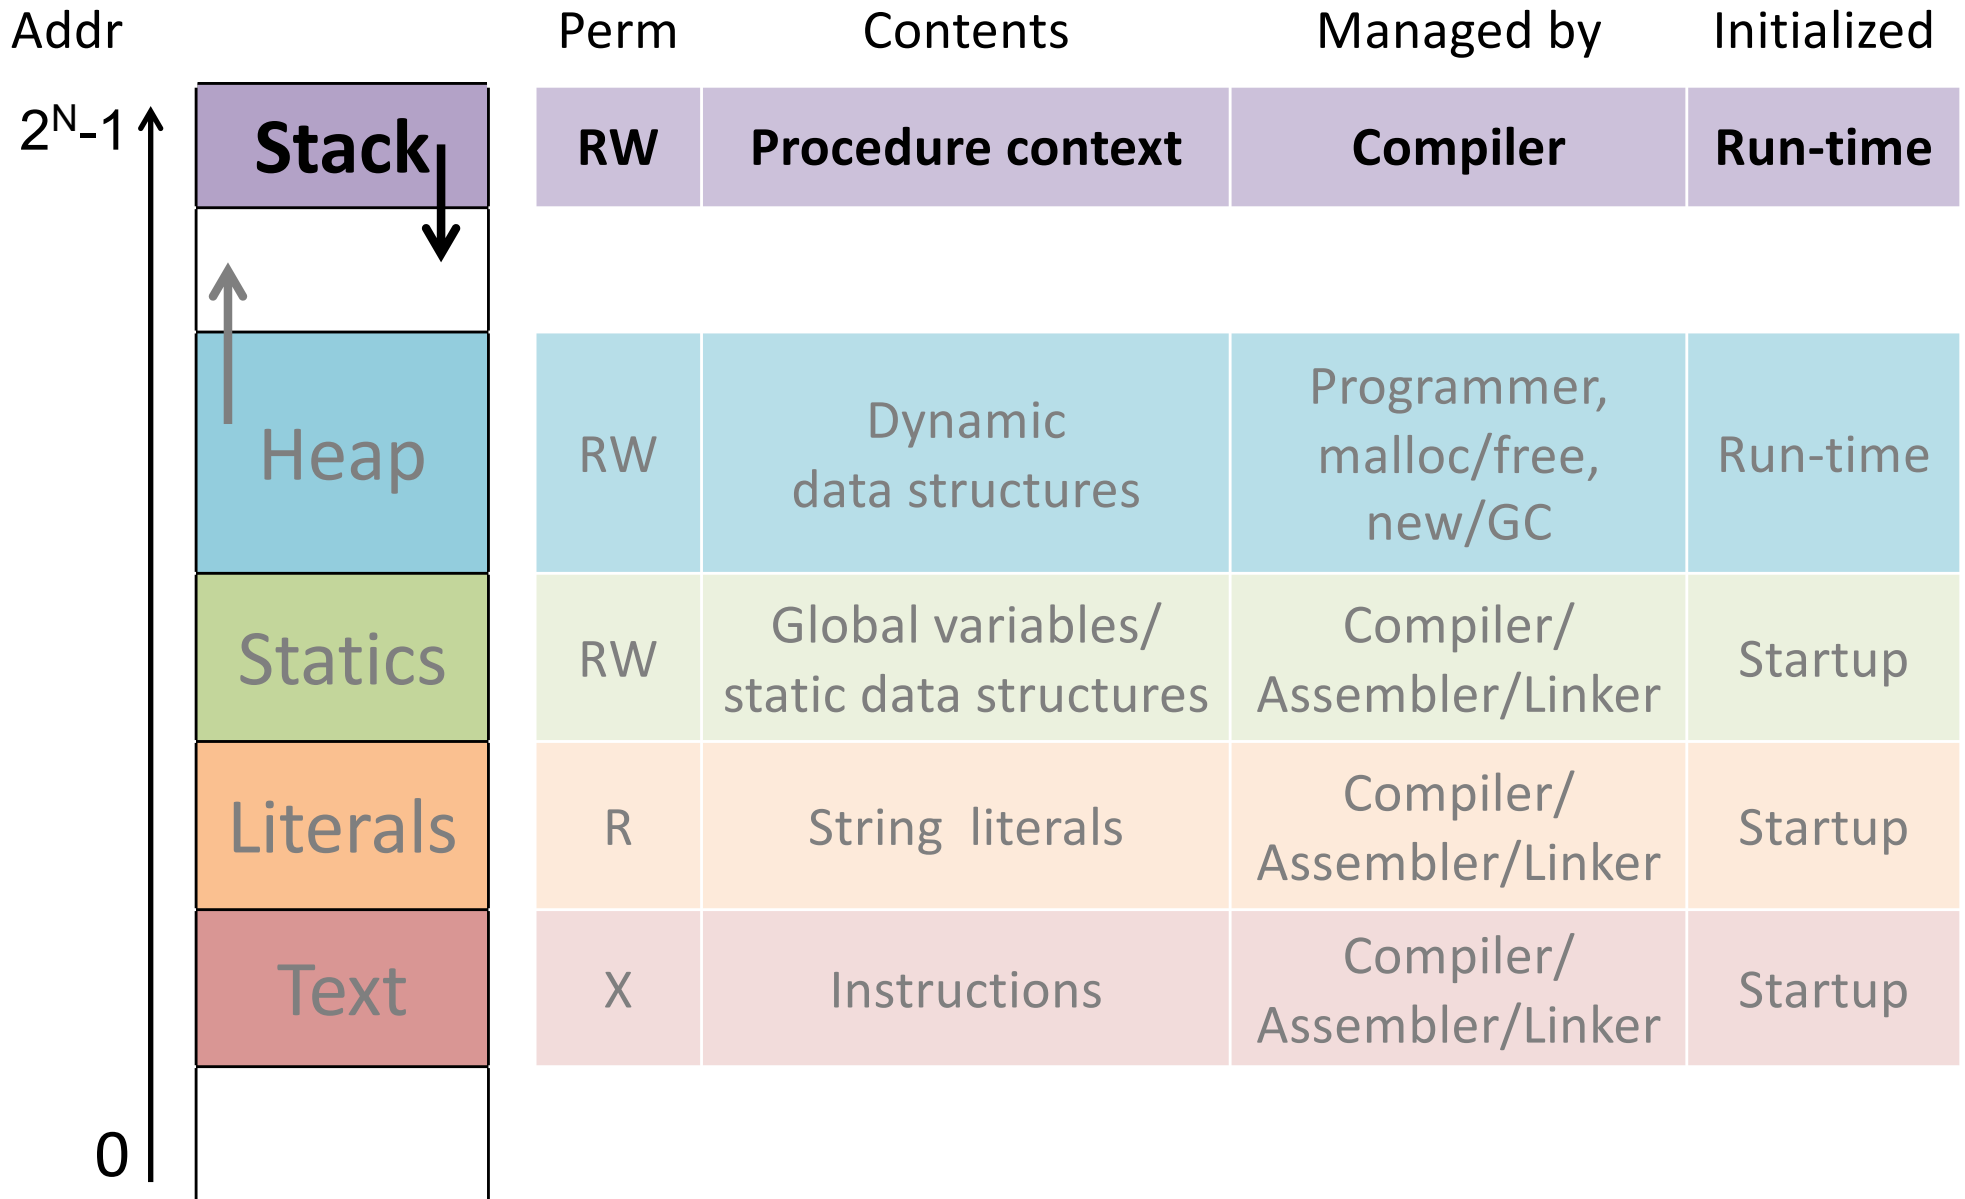 Addr Perm Contents Managed by Initialized
2ᴺ-1
Stack RW Procedure context Compiler Run-time
Heap RW Dynamic
data structures Programmer,
malloc/free,
new/GC Run-time
Statics RW Global variables/
static data structures Compiler/
Assembler/Linker Startup
Literals R String literals Compiler/
Assembler/Linker Startup
Text X Instructions Compiler/
Assembler/Linker Startup
0